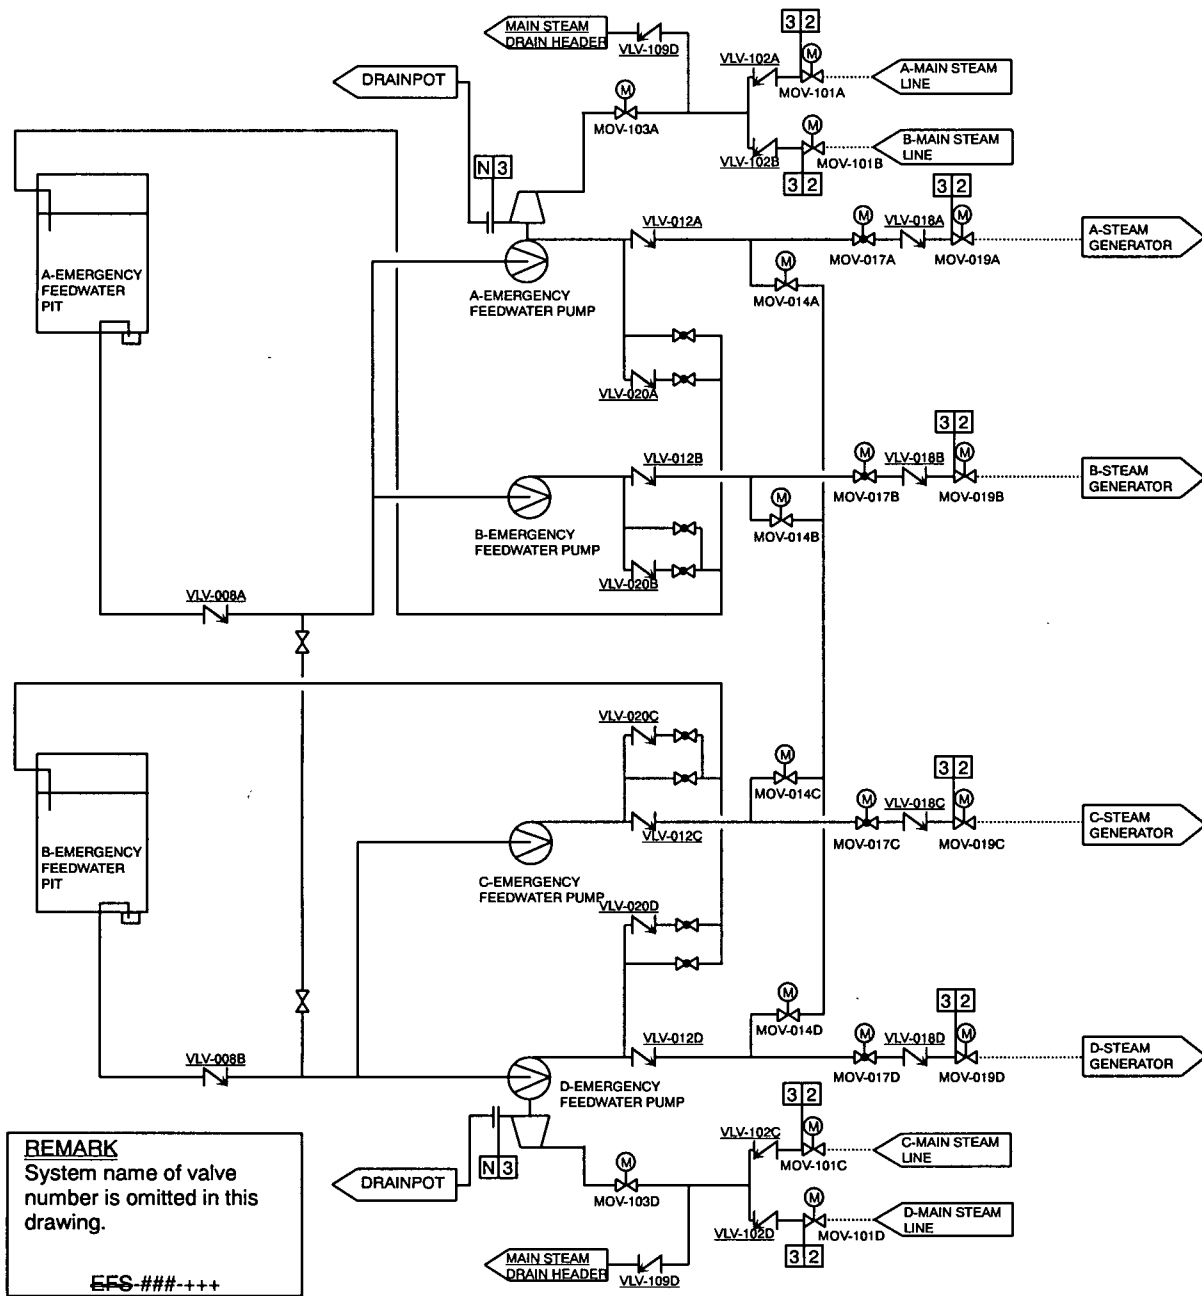 MAIN STEAM
DRAIN HEADER
VLV-109D
3 2
M
VLV-102A
MOV-101A
A-MAIN STEAM
LINE
DRAINPOT
M
MOV-103A
M
B-MAIN STEAM
LINE
VLV-102B
MOV-101B
3 2
N 3
3 2
VLV-012A
M
VLV-018A
M
A-STEAM
GENERATOR
MOV-017A
MOV-019A
M
MOV-014A
A-EMERGENCY
FEEDWATER
PIT
A-EMERGENCY
FEEDWATER PUMP
VLV-020A
3 2
VLV-012B
M
VLV-018B
M
B-STEAM
GENERATOR
MOV-017B
MOV-019B
M
MOV-014B
B-EMERGENCY
FEEDWATER PUMP
VLV-020B
VLV-008A
VLV-020C
M
MOV-014C
3 2
M
VLV-018C
M
C-STEAM
GENERATOR
VLV-012C
MOV-017C
MOV-019C
B-EMERGENCY
FEEDWATER
PIT
C-EMERGENCY
FEEDWATER PUMP
VLV-020D
M
MOV-014D
3 2
VLV-012D
M
VLV-018D
M
D-STEAM
GENERATOR
MOV-017D
MOV-019D
VLV-008B
D-EMERGENCY
FEEDWATER PUMP
3 2
M
VLV-102C
MOV-101C
C-MAIN STEAM
LINE
N 3
DRAINPOT
M
MOV-103D
M
VLV-102D
MOV-101D
D-MAIN STEAM
LINE
3 2
MAIN STEAM
DRAIN HEADER
VLV-109D
REMARK
System name of valve
number is omitted in this
drawing.
EFS-###-+++